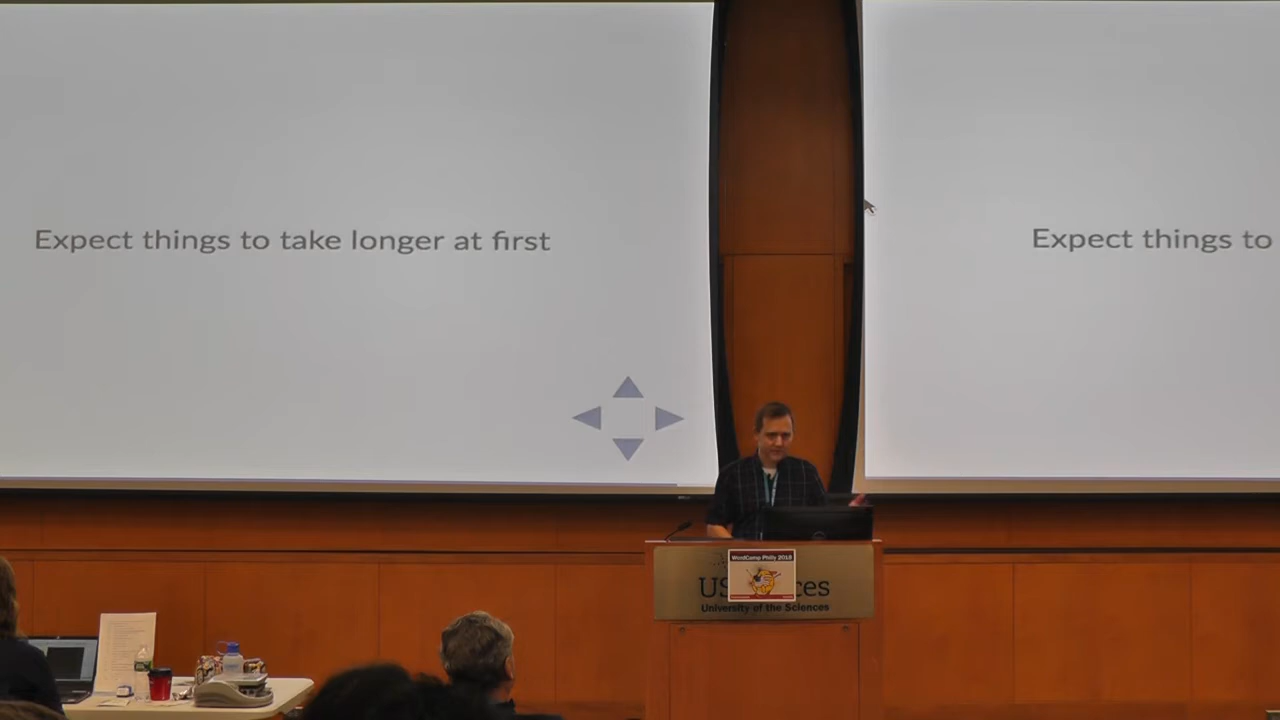 Expect things to take longer at first
Expect things to
WordCamp Philly 2018
US ces
University of the Sciences